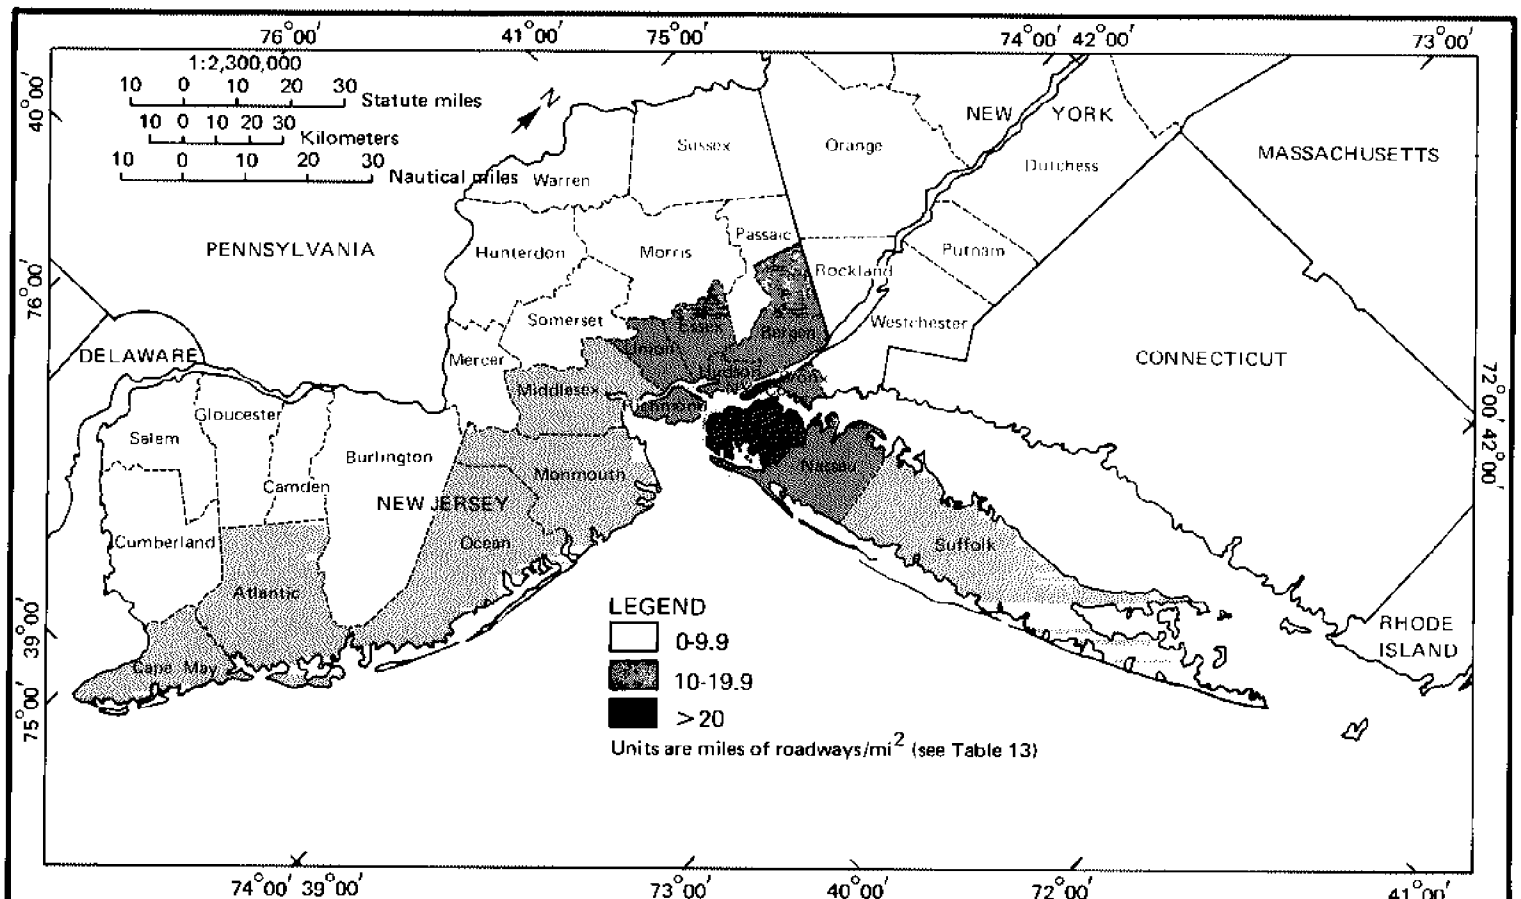 76°00′ 41°00′ 75°00′ 74°00′ 42°00′ 73°00′
1:2,300,000
10 0 10 20 30 Statute miles
10 0 10 20 30 Kilometers
10 0 10 20 30 Nautical miles
N
40°00′
76°00′
39°00′
75°00′
72°00′ 42°00′
NEW YORK
MASSACHUSETTS
PENNSYLVANIA
DELAWARE
CONNECTICUT
NEW JERSEY
RHODE
ISLAND
Sussex
Orange
Dutchess
Warren
Hunterdon
Morris
Passaic
Rockland
Putnam
Westchester
Somerset
Essex
Bergen
Union
Hudson
Mercer
Middlesex
Richmond
Gloucester
Salem
Burlington
Camden
Monmouth
Nassau
Cumberland
Ocean
Suffolk
Atlantic
Cape May
LEGEND
0-9.9
10-19.9
>20
Units are miles of roadways/mi² (see Table 13)
74°00′ 39°00′ 73°00′ 40°00′ 72°00′ 41°00′